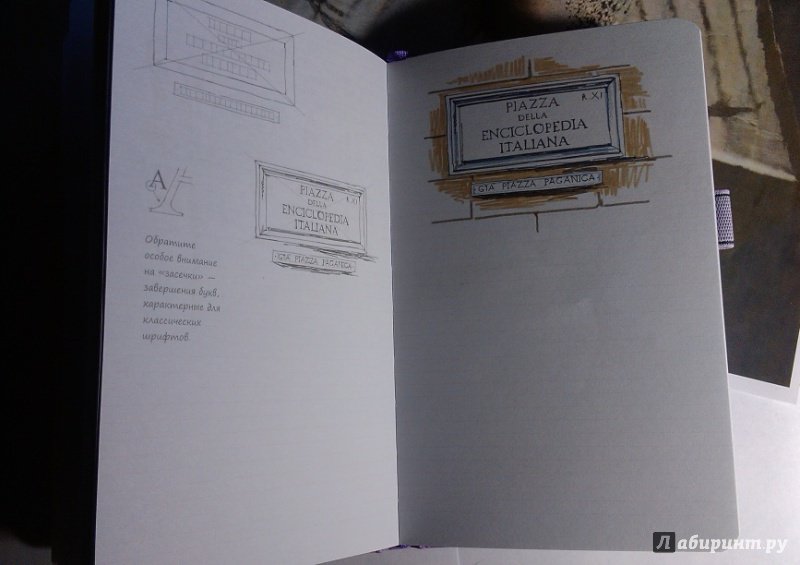 A
Обратите
особое внимание
на «засечки» —
завершения букв,
характерные для
классических
шрифтов.
PIAZZA
R.XI
DELLA
ENCICLOPEDIA
ITALIANA
·GIÀ PIAZZA PAGANICA·
PIAZZA
R.XI
DELLA
ENCICLOPEDIA
ITALIANA
·GIÀ PIAZZA PAGANICA·
Лабиринт.ру